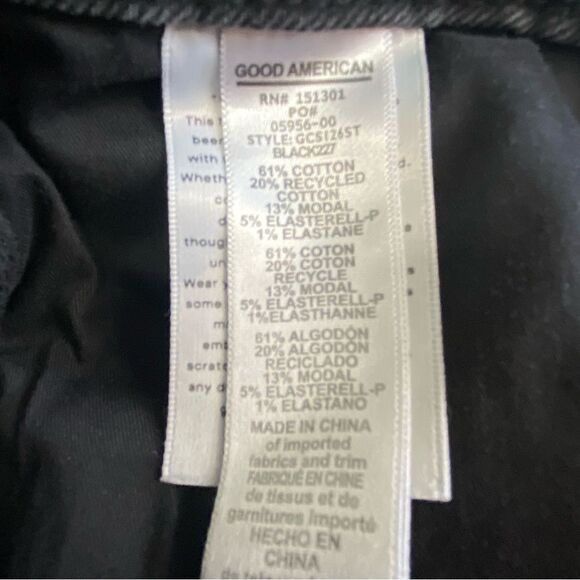 GOOD AMERICAN
RN# 151301
PO#
05956-00
STYLE: GCS126ST
BLACK227
61% COTTON
20% RECYCLED
COTTON
13% MODAL
5% ELASTERELL-P
1% ELASTANE
61% COTON
20% COTON
RECYCLE
13% MODAL
5% ELASTERELL-P
1%ELASTHANNE
61% ALGODÓN
20% ALGODÓN
RECICLADO
13% MODAL
5% ELASTERELL-P
1% ELASTANO
MADE IN CHINA
of imported
fabrics and trim
FABRIQUÉ EN CHINE
de tissus et de
garnitures importé
HECHO EN
CHINA
This
been
with
Wheth
thoug
un
Wear
some
scratc
any d